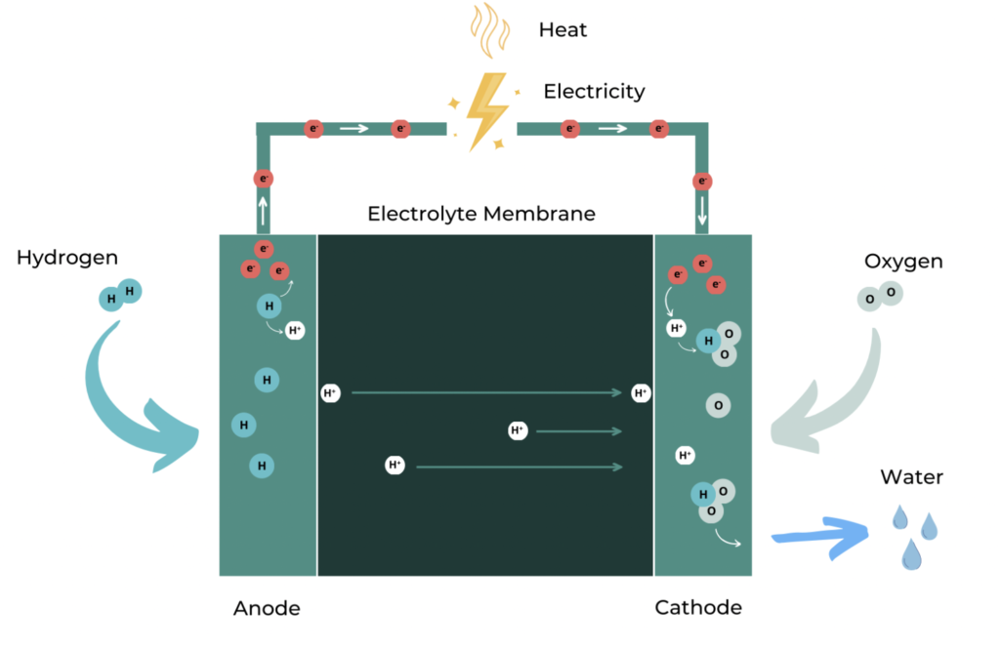 Heat
Electricity
e- e- e- e-
e- e-
Electrolyte Membrane
Hydrogen
H H
Oxygen
O O
e- e- e-
H
H+
e- e- e-
H+
H O O
H
H+ H+
O
H
H+
H
H+
H+
H O O
Water
Anode
Cathode